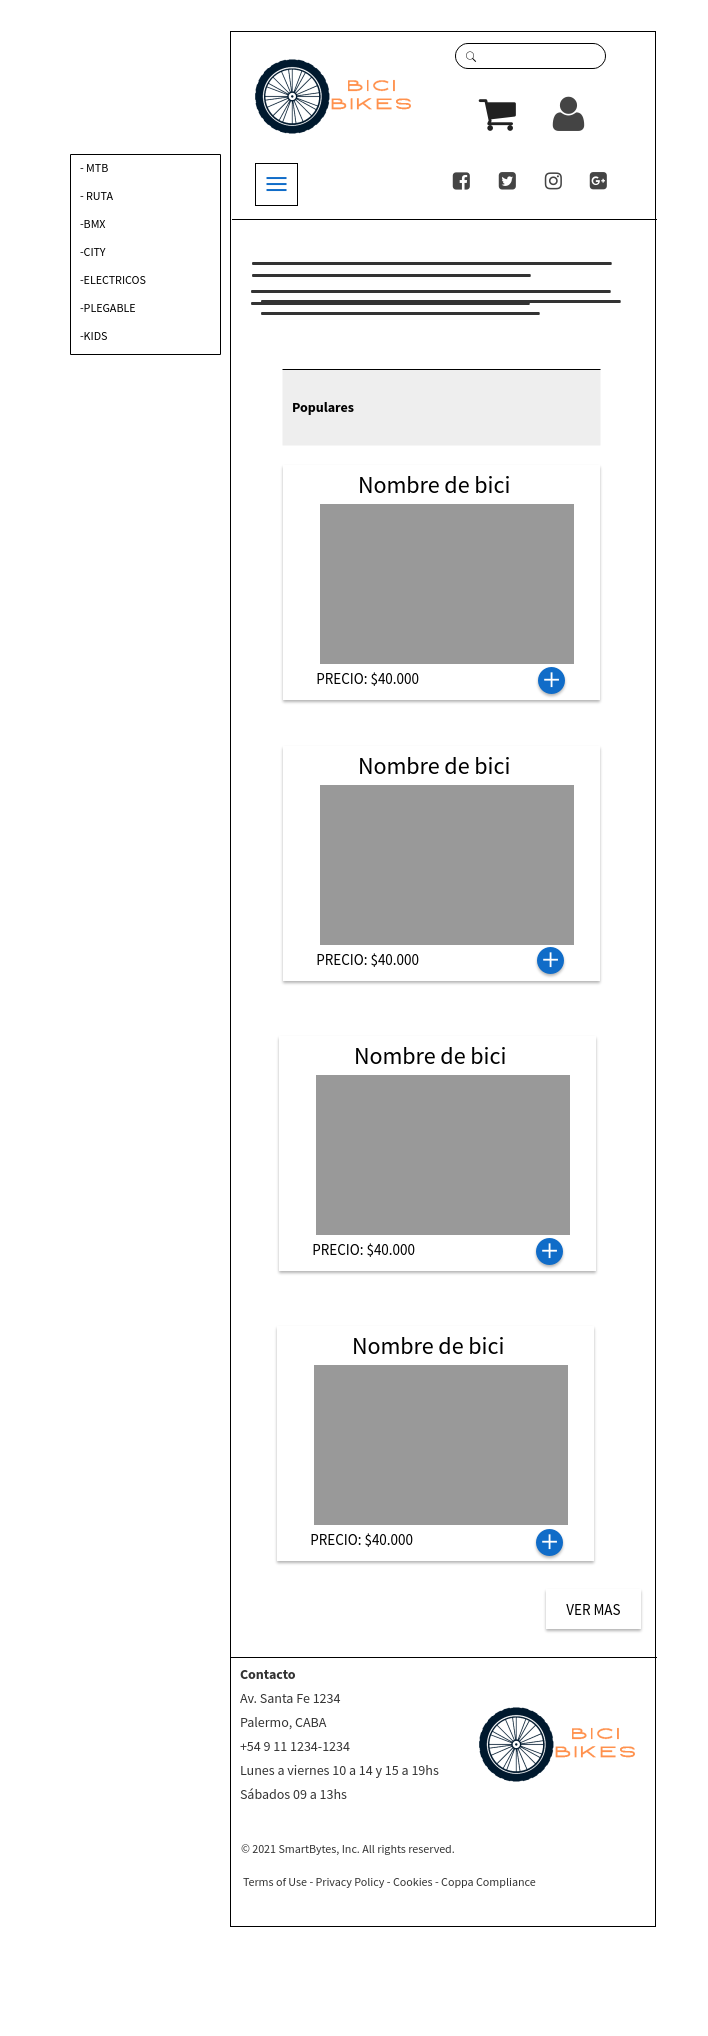 BICI
BIKES
- MTB
- RUTA
-BMX
-CITY
-ELECTRICOS
-PLEGABLE
-KIDS
Populares
Nombre de bici
PRECIO: $40.000
Nombre de bici
PRECIO: $40.000
Nombre de bici
PRECIO: $40.000
Nombre de bici
PRECIO: $40.000
VER MAS
Contacto
Av. Santa Fe 1234
Palermo, CABA
+54 9 11 1234-1234
Lunes a viernes 10 a 14 y 15 a 19hs
Sábados 09 a 13hs
BICI
BIKES
© 2021 SmartBytes, Inc. All rights reserved.
Terms of Use - Privacy Policy - Cookies - Coppa Compliance